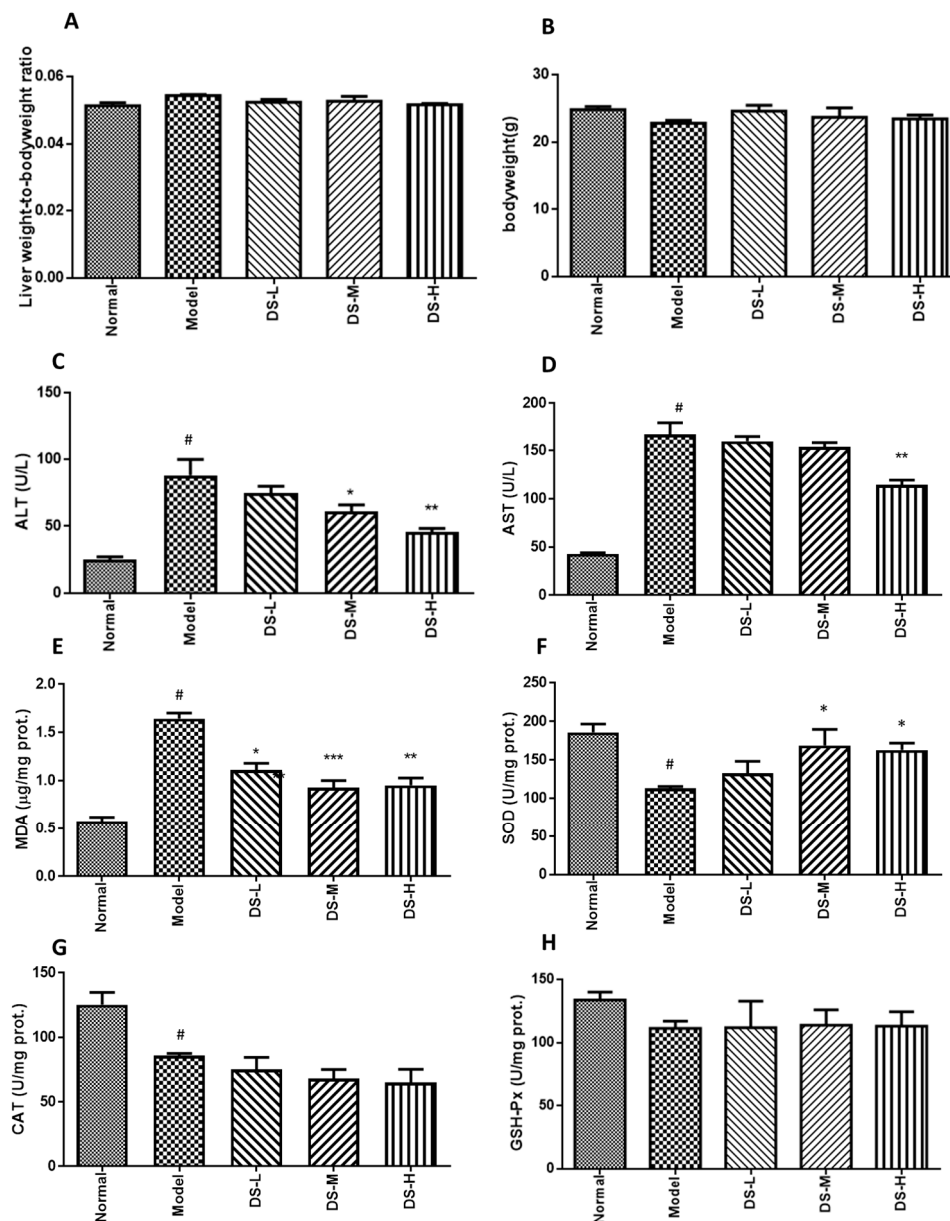 A
Liver weight-to-bodyweight ratio
0.06
0.04
0.02
0.00
Normal
Model
DS-L
DS-M
DS-H
B
bodyweight(g)
30
20
10
0
Normal
Model
DS-L
DS-M
DS-H
C
ALT (U/L)
150
100
50
0
#
*
**
Normal
Model
DS-L
DS-M
DS-H
D
AST (U/L)
200
150
100
50
0
#
**
Normal
Model
DS-L
DS-M
DS-H
E
MDA (μg/mg prot.)
2.0
1.5
1.0
0.5
0.0
#
*
**
***
**
Normal
Model
DS-L
DS-M
DS-H
F
SOD (U/mg prot.)
250
200
150
100
50
0
#
*
*
Normal
Model
DS-L
DS-M
DS-H
G
CAT (U/mg prot.)
150
100
50
0
#
Normal
Model
DS-L
DS-M
DS-H
H
GSH-Px (U/mg prot.)
150
100
50
0
Normal
Model
DS-L
DS-M
DS-H